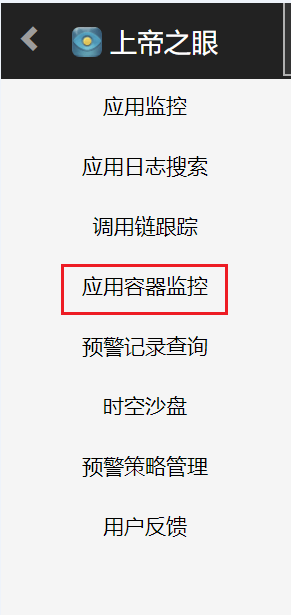 上帝之眼
应用监控
应用日志搜索
调用链跟踪
应用容器监控
预警记录查询
时空沙盘
预警策略管理
用户反馈